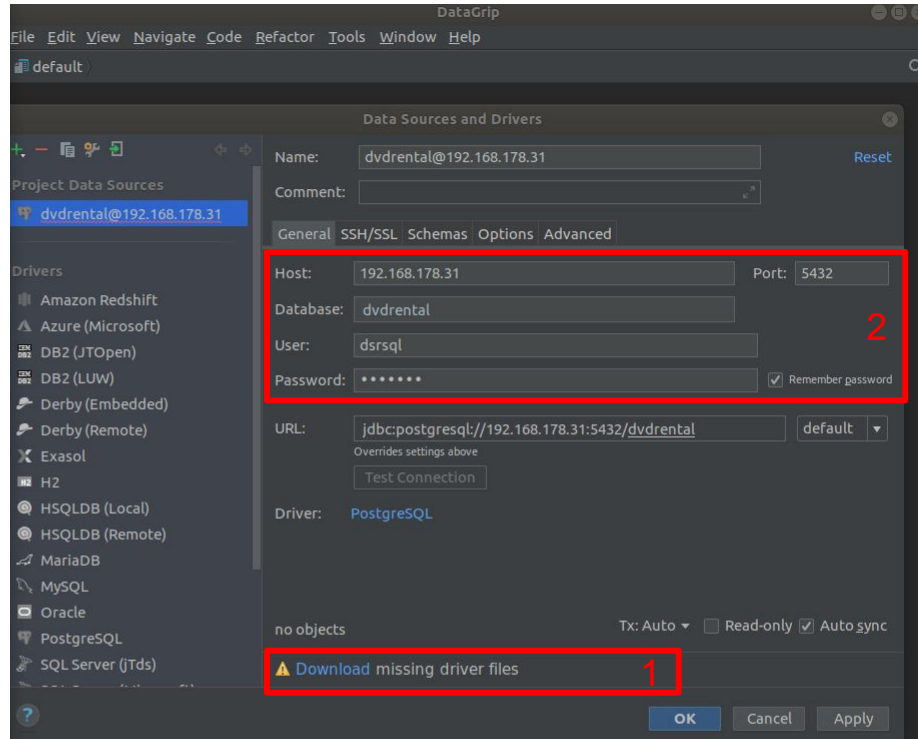 DataGrip
File Edit View Navigate Code Refactor Tools Window Help
default
Data Sources and Drivers
Project Data Sources
dvdrental@192.168.178.31
Drivers
Amazon Redshift
Azure (Microsoft)
DB2 (JTOpen)
DB2 (LUW)
Derby (Embedded)
Derby (Remote)
Exasol
H2
HSQLDB (Local)
HSQLDB (Remote)
MariaDB
MySQL
Oracle
PostgreSQL
SQL Server (jTds)
Name: dvdrental@192.168.178.31 Reset
Comment:
General SSH/SSL Schemas Options Advanced
Host: 192.168.178.31 Port: 5432
Database: dvdrental
2
User: dsrsql
Password: ••••••• Remember password
URL: jdbc:postgresql://192.168.178.31:5432/dvdrental default
Overrides settings above
Test Connection
Driver: PostgreSQL
no objects Tx: Auto Read-only Auto sync
Download missing driver files 1
? OK Cancel Apply